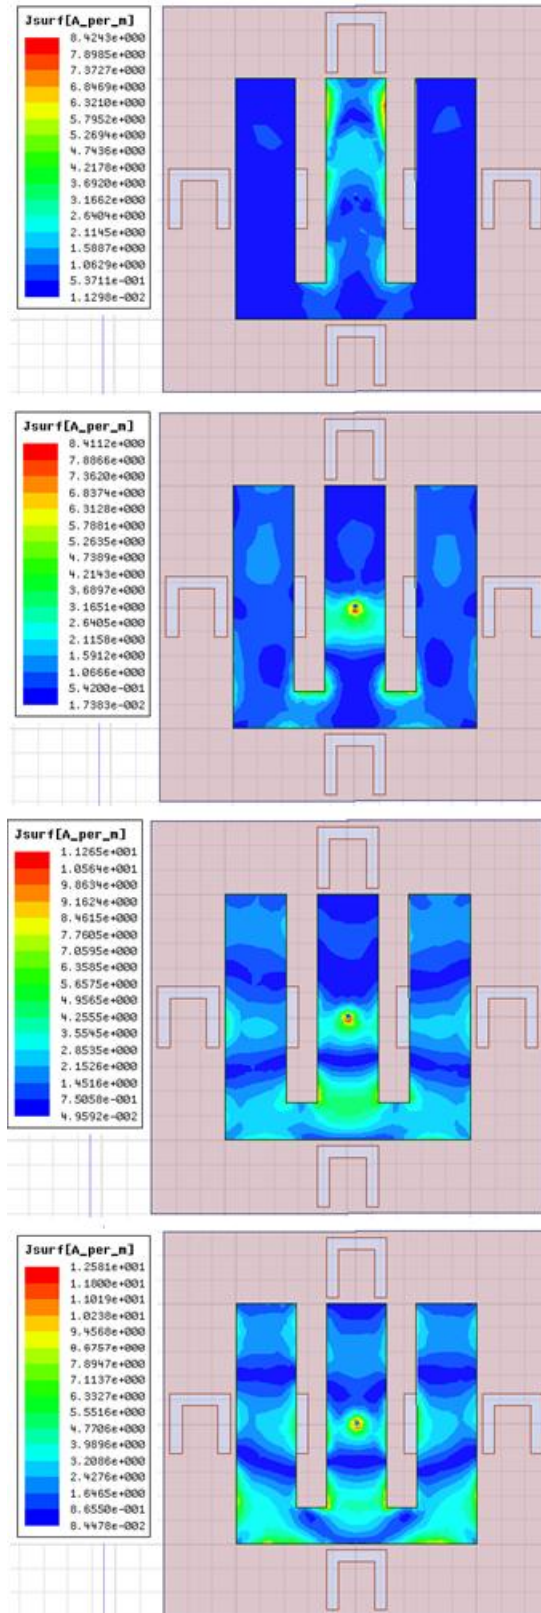 Jsurf[A_per_m]
8.4243e+000
7.8985e+000
7.3727e+000
6.8469e+000
6.3210e+000
5.7952e+000
5.2694e+000
4.7436e+000
4.2178e+000
3.6920e+000
3.1662e+000
2.6404e+000
2.1145e+000
1.5887e+000
1.0629e+000
5.3711e-001
1.1298e-002
Jsurf[A_per_m]
8.4112e+000
7.8866e+000
7.3620e+000
6.8374e+000
6.3128e+000
5.7881e+000
5.2635e+000
4.7389e+000
4.2143e+000
3.6897e+000
3.1651e+000
2.6405e+000
2.1158e+000
1.5912e+000
1.0666e+000
5.4200e-001
1.7383e-002
Jsurf[A_per_m]
1.1265e+001
1.0564e+001
9.8634e+000
9.1624e+000
8.4615e+000
7.7605e+000
7.0595e+000
6.3585e+000
5.6575e+000
4.9565e+000
4.2555e+000
3.5545e+000
2.8535e+000
2.1526e+000
1.4516e+000
7.5058e-001
4.9592e-002
Jsurf[A_per_m]
1.2581e+001
1.1800e+001
1.1019e+001
1.0238e+001
9.4568e+000
8.6757e+000
7.8947e+000
7.1137e+000
6.3327e+000
5.5516e+000
4.7706e+000
3.9896e+000
3.2086e+000
2.4276e+000
1.6465e+000
8.6550e-001
8.4478e-002